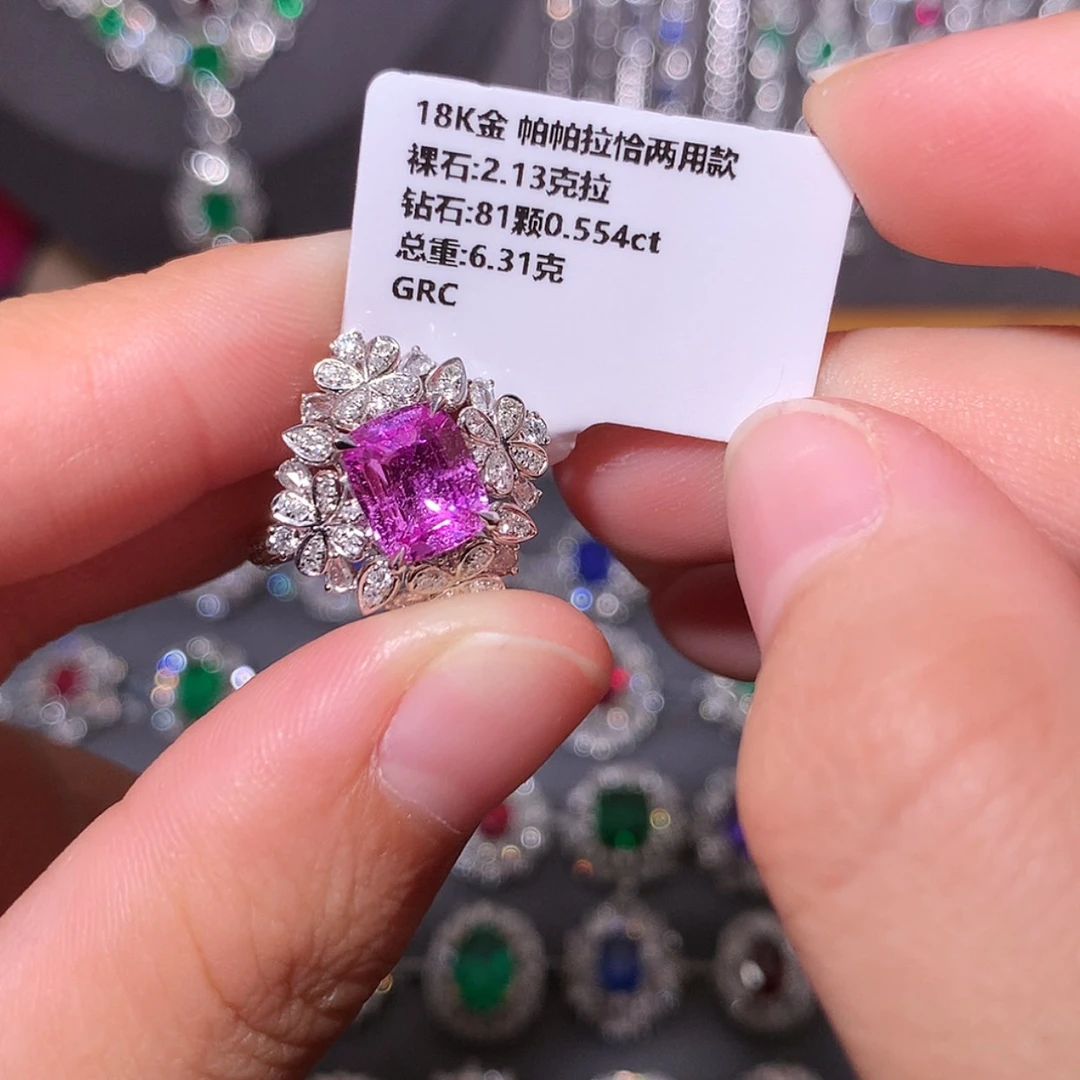 18K金 帕帕拉恰两用款
裸石:2.13克拉
钻石:81颗0.554ct
总重:6.31克
GRC